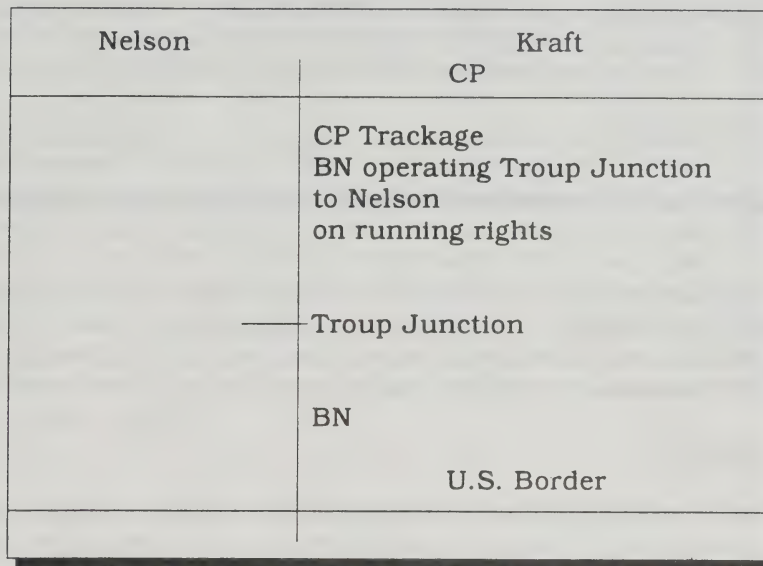 Nelson Kraft
CP
CP Trackage
BN operating Troup Junction
to Nelson
on running rights
Troup Junction
BN
U.S. Border